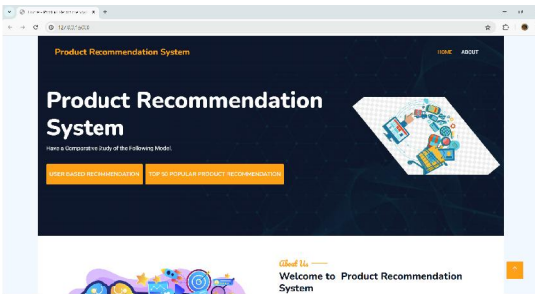 Product Recommendation System
HOME ABOUT
Product Recommendation
System
Have a Comparative Study of the Following Model.
USER BASED RECOMMENDATION TOP 50 POPULAR PRODUCT RECOMMENDATION
About Us
Welcome to Product Recommendation
System